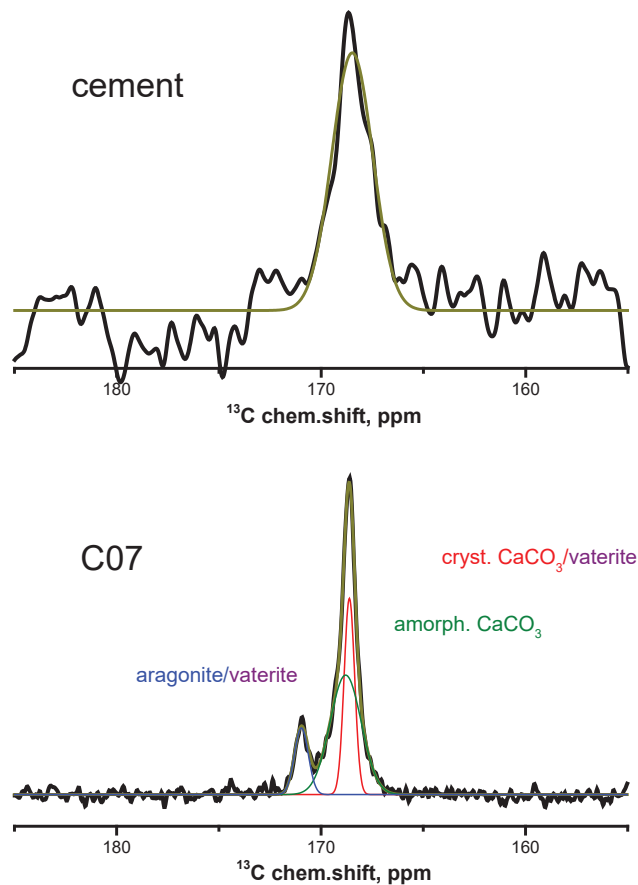 cement
180 170 160
¹³C chem.shift, ppm
C07
cryst. CaCO₃/vaterite
amorph. CaCO₃
aragonite/vaterite
180 170 160
¹³C chem.shift, ppm